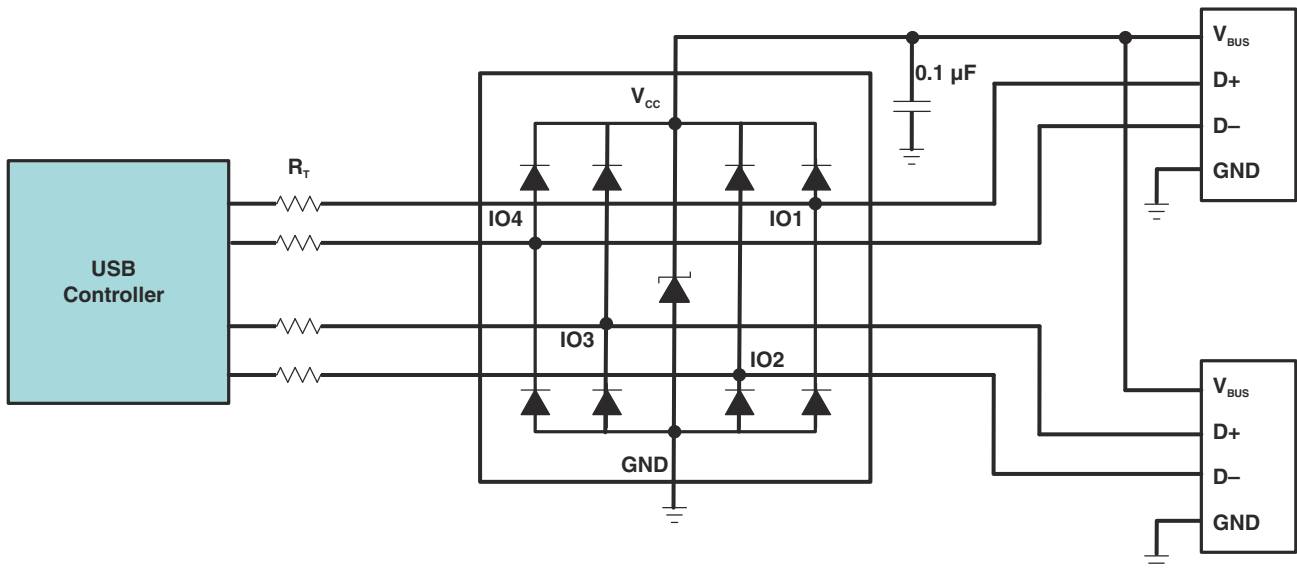 V_BUS
0.1 µF
D+
V_CC
D–
R_T
GND
IO4
IO1
USB
Controller
IO3
IO2
V_BUS
D+
GND
D–
GND